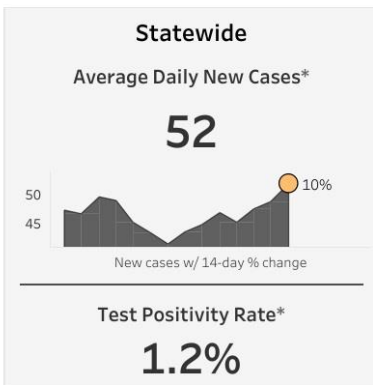 Statewide
Average Daily New Cases*
52
10%
50
45
New cases w/ 14-day % change
Test Positivity Rate*
1.2%